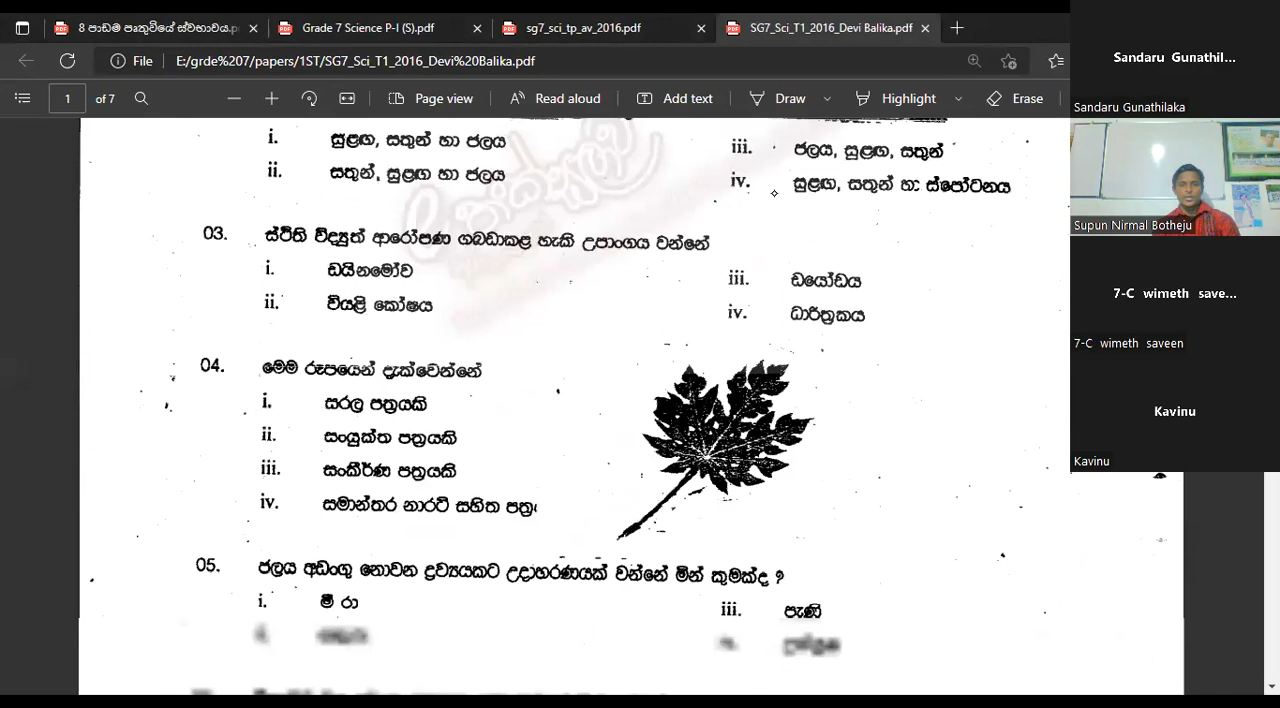 8 පාඩම පෘතුවියේ ස්වභාවය.p
Grade 7 Science P-I (S).pdf
sg7_sci_tp_av_2016.pdf
SG7_Sci_T1_2016_Devi Balika.pdf
File
E:/grde%207/papers/1ST/SG7_Sci_T1_2016_Devi%20Balika.pdf
1 of 7
Page view
Read aloud
Add text
Draw
Highlight
Erase
i. සුළඟ, සතුන් හා ජලය
iii. ජලය, සුළඟ, සතුන්
ii. සතුන්, සුළඟ හා ජලය
iv. සුළඟ, සතුන් හා ස්පෝටනය
03. ස්ථිති විද්‍යුත් ආරෝපණ ගබඩාකළ හැකි උපාංගය වන්නේ
i. ඩයිනමෝව
iii. ඩයෝඩය
ii. වියළි කෝෂය
iv. ධාරිත්‍රකය
04. මෙම රූපයෙන් දැක්වෙන්නේ
i. සරල පත්‍රයකි
ii. සංයුක්ත පත්‍රයකි
iii. සංකීර්ණ පත්‍රයකි
iv. සමාන්තර නාරටි සහිත
05. ජලය අඩංගු නොවන ද්‍රව්‍යයකට උදාහරණයක් වන්නේ මින් කුමක්ද ?
i. මී රා
iii. පැණි
Sandaru Gunathil...
Sandaru Gunathilaka
Supun Nirmal Botheju
7-C wimeth save...
7-C wimeth saveen
Kavinu
Kavinu